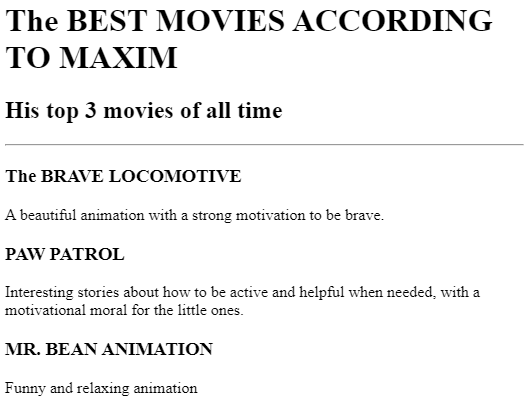 The BEST MOVIES ACCORDING
TO MAXIM
His top 3 movies of all time
The BRAVE LOCOMOTIVE
A beautiful animation with a strong motivation to be brave.
PAW PATROL
Interesting stories about how to be active and helpful when needed, with a
motivational moral for the little ones.
MR. BEAN ANIMATION
Funny and relaxing animation